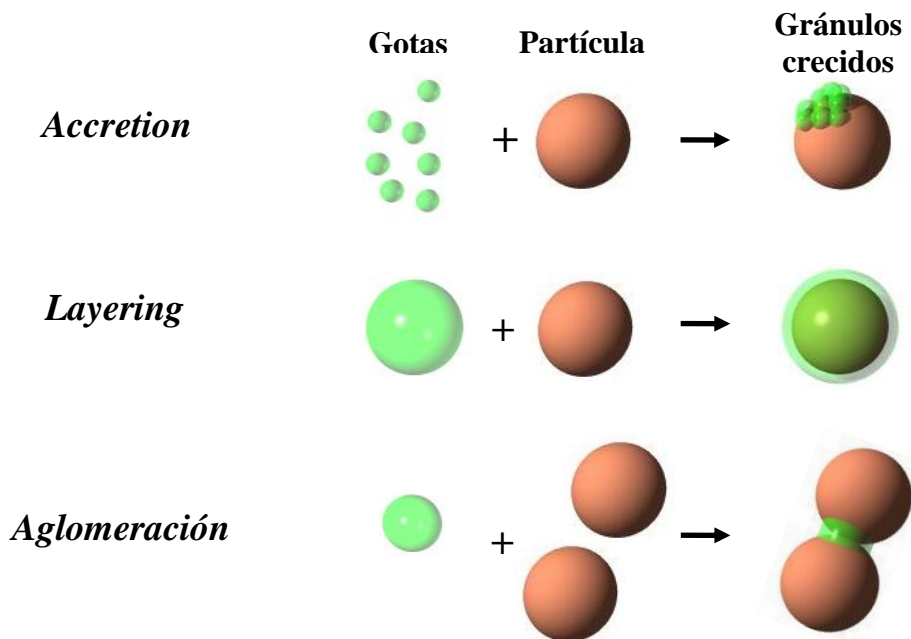 Gotas
Partícula
Gránulos
crecidos
Accretion
+
Layering
+
Aglomeración
+